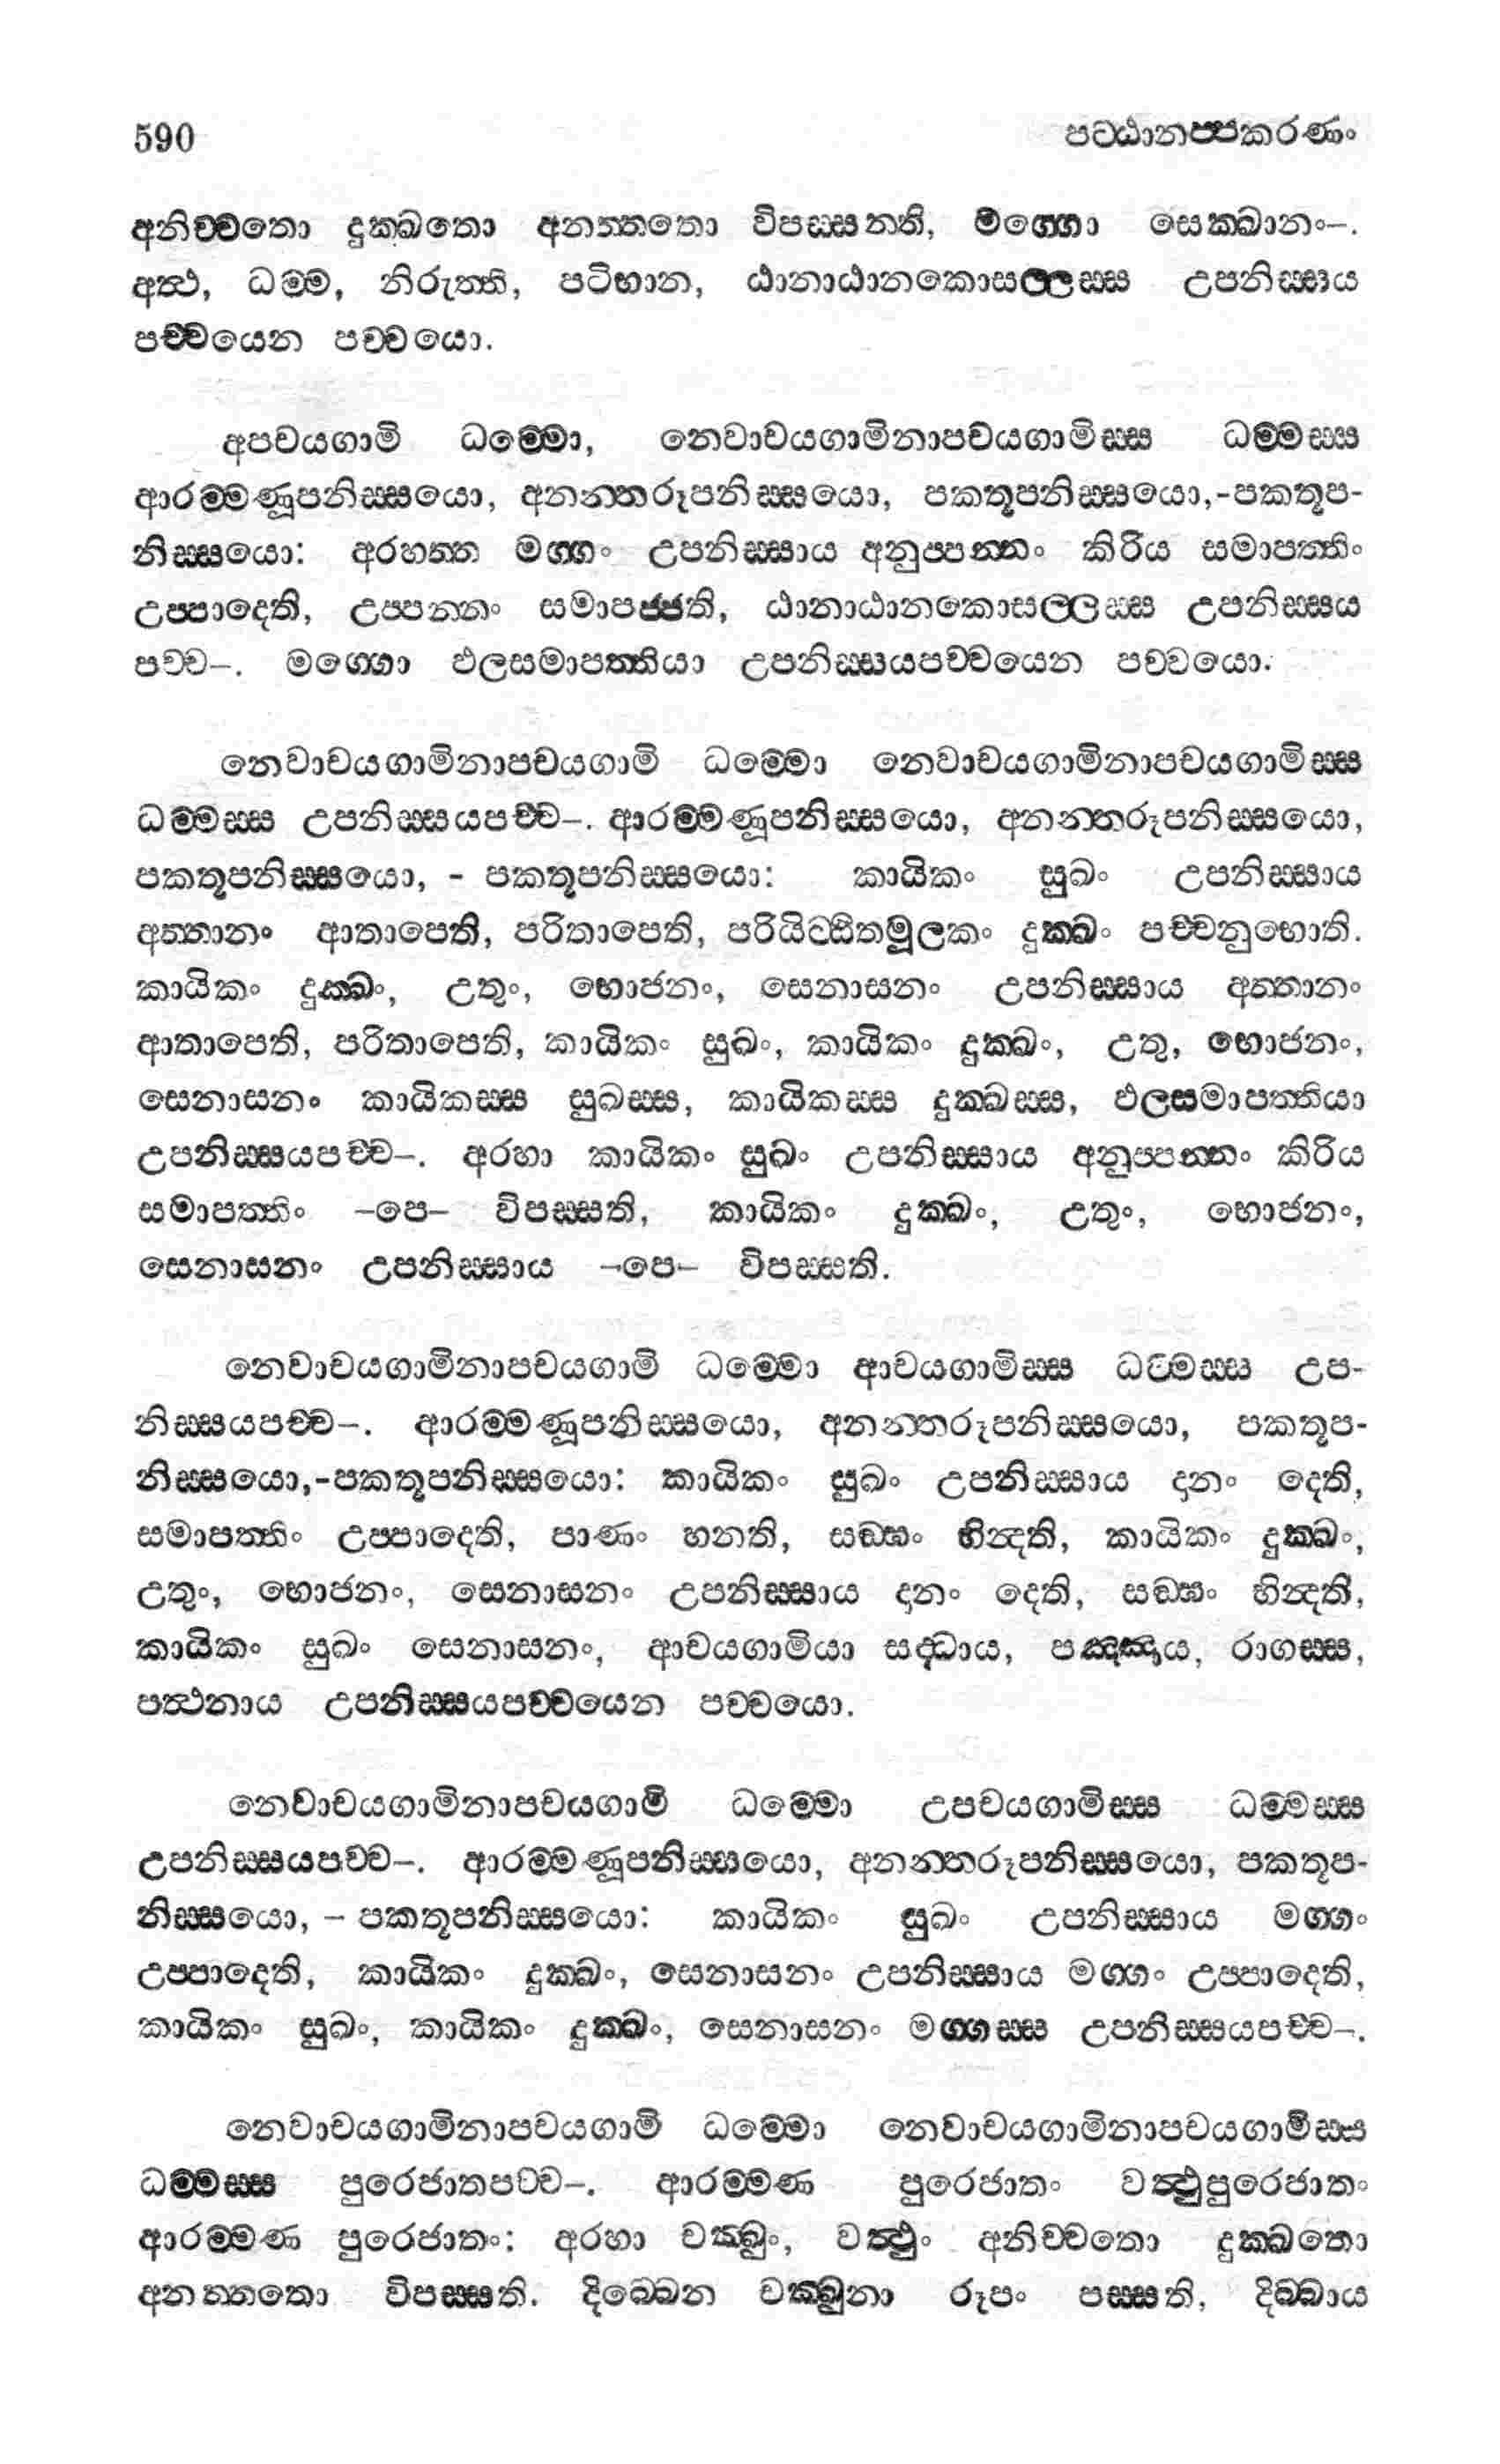 590 පට්ඨානප්පකරණං
අනිච්චතො දුක්ඛතො අනත්තතො විපස්සන්ති, මග්ගො සෙක්ඛානං–.
අත්ථ, ධම්ම, නිරුත්ති, පටිභාන, ඨානාඨානකොසල්ලස්ස උපනිස්සය
පච්චයෙන පච්චයො.
අපචයගාමි ධම්මො, නෙවාචයගාමිනාපචයගාමිස්ස ධම්මස්ස
ආරම්මණූපනිස්සයො, අනන්තරූපනිස්සයො, පකතූපනිස්සයො,-පකතූප-
නිස්සයො: අරහත්ත මග්ගං උපනිස්සාය අනුප්පන්නං කිරිය සමාපත්තිං
උප්පාදෙති, උප්පන්නං සමාපජ්ජති, ඨානාඨානකොසල්ලස්ස උපනිස්සය
පච්ච–. මග්ගො ඵලසමාපත්තියා උපනිස්සයපච්චයෙන පච්චයො.
නෙවාචයගාමිනාපචයගාමි ධම්මො නෙවාචයගාමිනාපචයගාමිස්ස
ධම්මස්ස උපනිස්සයපච්ච–. ආරම්මණූපනිස්සයො, අනන්තරූපනිස්සයො,
පකතූපනිස්සයො, - පකතූපනිස්සයො: කායිකං සුඛං උපනිස්සාය
අත්තානං ආතාපෙති, පරිතාපෙති, පරියිට්ඨිතමූලකං දුක්ඛං පච්චනුභොති.
කායිකං දුක්ඛං, උතුං, භොජනං, සෙනාසනං උපනිස්සාය අත්තානං
ආතාපෙති, පරිතාපෙති, කායිකං සුඛං, කායිකං දුක්ඛං, උතු, භොජනං,
සෙනාසනං කායිකස්ස සුඛස්ස, කායිකස්ස දුක්ඛස්ස, ඵලසමාපත්තියා
උපනිස්සයපච්ච–. අරහා කායිකං සුඛං උපනිස්සාය අනුප්පන්නං කිරිය
සමාපත්තිං –පෙ– විපස්සති, කායිකං දුක්ඛං, උතුං, භොජනං,
සෙනාසනං උපනිස්සාය –පෙ– විපස්සති.
නෙවාචයගාමිනාපචයගාමි ධම්මො ආචයගාමිස්ස ධම්මස්ස උප-
නිස්සයපච්ච–. ආරම්මණූපනිස්සයො, අනන්තරූපනිස්සයො, පකතූප-
නිස්සයො,-පකතූපනිස්සයො: කායිකං සුඛං උපනිස්සාය දානං දෙති,
සමාපත්තිං උප්පාදෙති, පාණං හනති, සඞ්ඝං භින්දති, කායිකං දුක්ඛං,
උතුං, භොජනං, සෙනාසනං උපනිස්සාය දානං දෙති, සඞ්ඝං භින්දති,
කායිකං සුඛං සෙනාසනං, ආචයගාමියා සද්ධාය, පඤ්ඤාය, රාගස්ස,
පත්ථනාය උපනිස්සයපච්චයෙන පච්චයො.
නෙවාචයගාමිනාපචයගාමි ධම්මො උපචයගාමිස්ස ධම්මස්ස
උපනිස්සයපච්ච–. ආරම්මණූපනිස්සයො, අනන්තරූපනිස්සයො, පකතූප-
නිස්සයො, – පකතූපනිස්සයො: කායිකං සුඛං උපනිස්සාය මග්ගං
උප්පාදෙති, කායිකං දුක්ඛං, සෙනාසනං උපනිස්සාය මග්ගං උප්පාදෙති,
කායිකං සුඛං, කායිකං දුක්ඛං, සෙනාසනං මග්ගස්ස උපනිස්සයපච්ච–.
නෙවාචයගාමිනාපචයගාමි ධම්මො නෙවාචයගාමිනාපචයගාමිස්ස
ධම්මස්ස පුරෙජාතපච්ච–. ආරම්මණ පුරෙජාතං වත්ථුපුරෙජාතං
ආරම්මණ පුරෙජාතං: අරහා චක්ඛුං, වත්ථුං අනිච්චතො දුක්ඛතො
අනත්තතො විපස්සති. දිබ්බෙන චක්ඛුනා රූපං පස්සති, දිබ්බාය